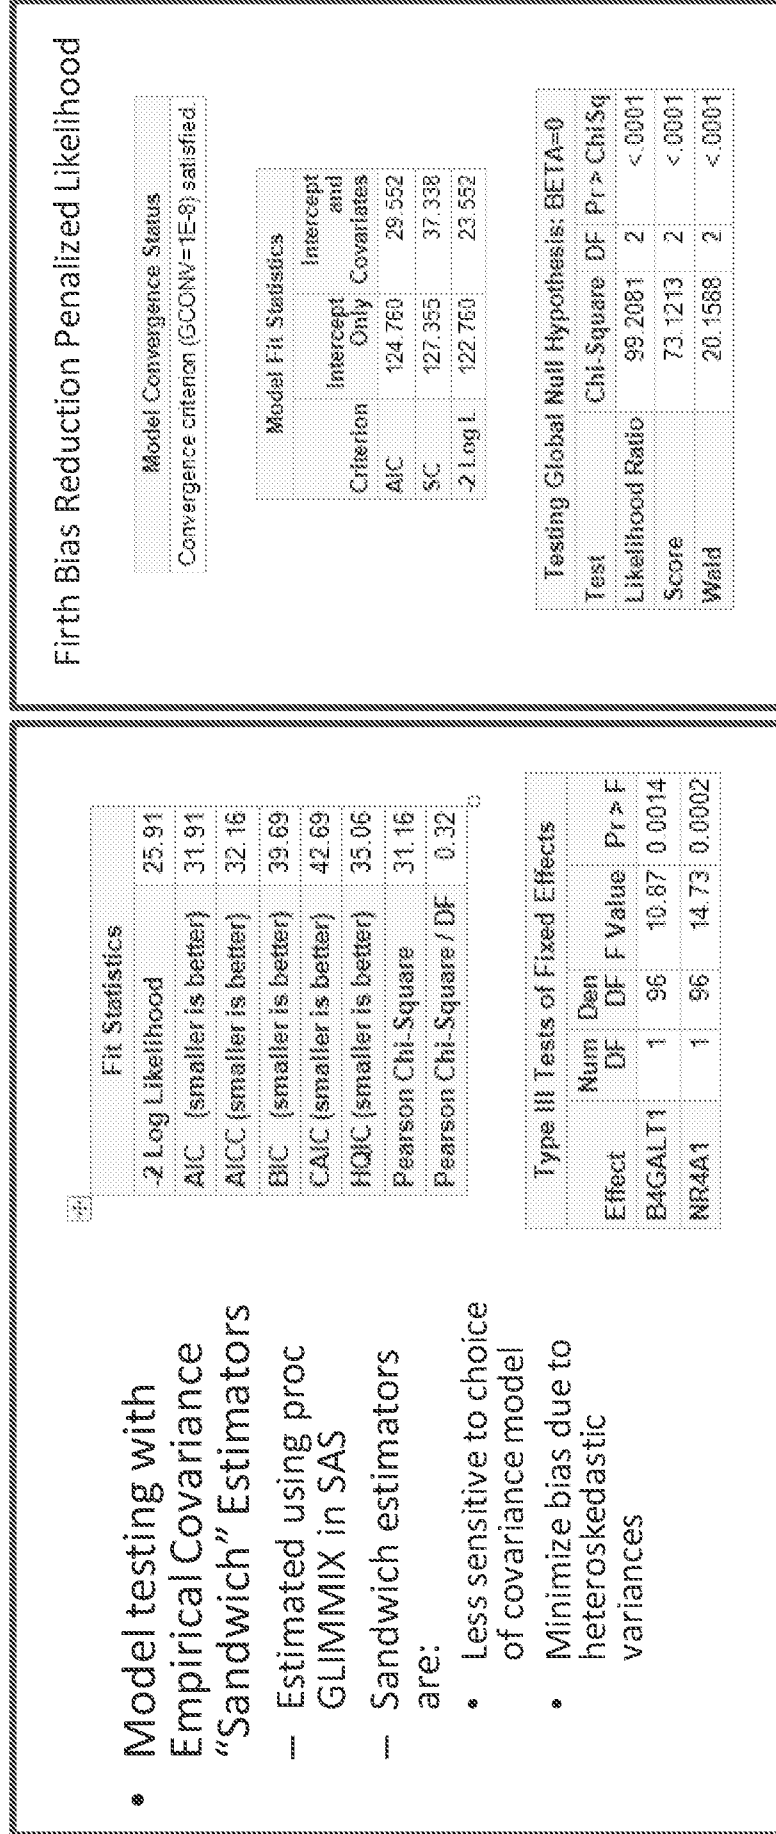 • Model testing with
Empirical Covariance
“Sandwich” Estimators
– Estimated using proc
GLIMMIX in SAS
– Sandwich estimators
are:
• Less sensitive to choice
of covariance model
• Minimize bias due to
heteroskedastic
variances
Fit Statistics
-2 Log Likelihood 25.91
AIC (smaller is better) 31.91
AICC (smaller is better) 32.16
BIC (smaller is better) 39.69
CAIC (smaller is better) 42.69
HQIC (smaller is better) 35.06
Pearson Chi-Square 31.16
Pearson Chi-Square / DF 0.32
Type III Tests of Fixed Effects
Num Den
Effect DF DF F Value Pr > F
B4GALT1 1 96 10.87 0.0014
NR4A1 1 96 14.73 0.0002
Firth Bias Reduction Penalized Likelihood
Model Convergence Status
Convergence criterion (GCONV=1E-8) satisfied.
Model Fit Statistics
Intercept
Intercept and
Criterion Only Covariates
AIC 124.760 29.552
SC 127.355 37.338
-2 Log L 122.760 23.552
Testing Global Null Hypothesis: BETA=0
Test Chi-Square DF Pr > ChiSq
Likelihood Ratio 99.2081 2 <.0001
Score 73.1213 2 <.0001
Wald 20.1588 2 <.0001